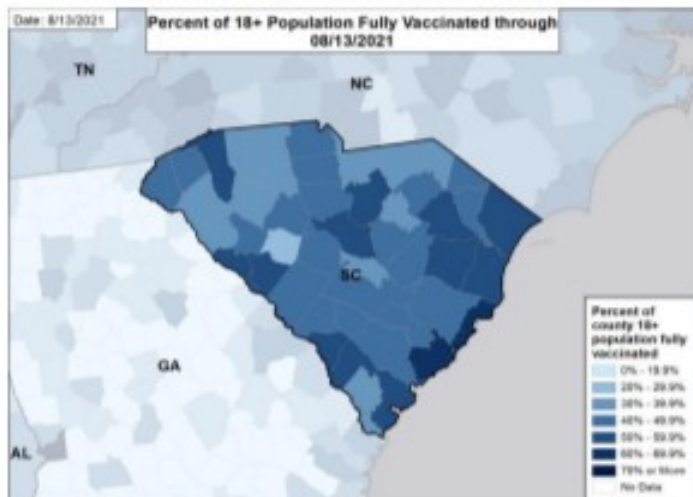 Date: 8/13/2021
Percent of 18+ Population Fully Vaccinated through
08/13/2021
TN
NC
SC
GA
AL
Percent of
county 18+
population fully
vaccinated
0% - 19.9%
20% - 29.9%
30% - 39.9%
40% - 49.9%
50% - 59.9%
60% - 69.9%
70% or More
No Data